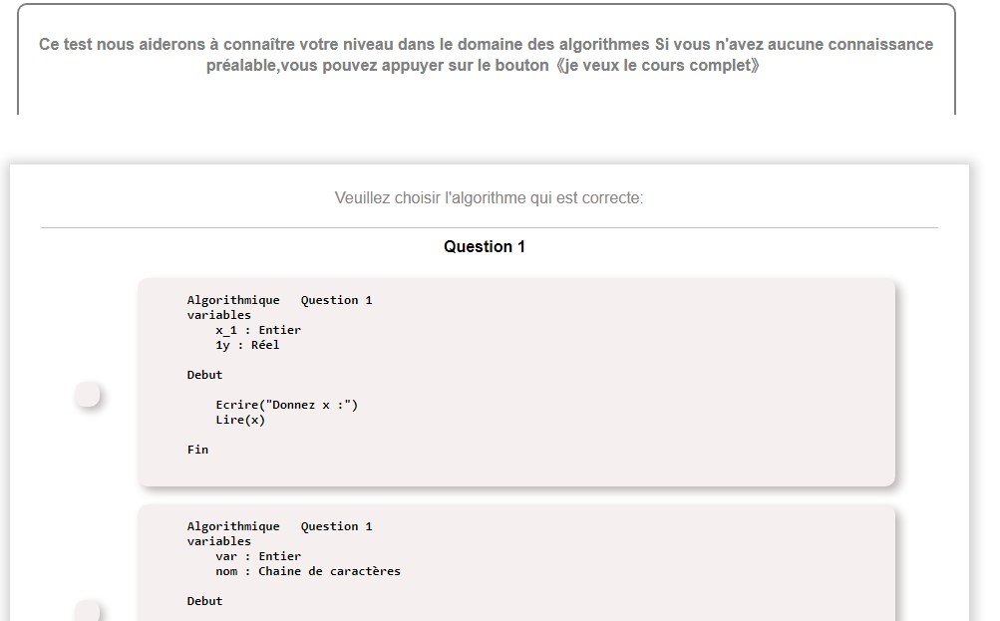 Ce test nous aiderons à connaître votre niveau dans le domaine des algorithmes Si vous n'avez aucune connaissance
préalable,vous pouvez appuyer sur le bouton《je veux le cours complet》
Veuillez choisir l'algorithme qui est correcte:
Question 1
Algorithmique   Question 1
variables
x_1 : Entier
1y : Réel
Debut
Ecrire("Donnez x :")
Lire(x)
Fin
Algorithmique   Question 1
variables
var : Entier
nom : Chaine de caractères
Debut